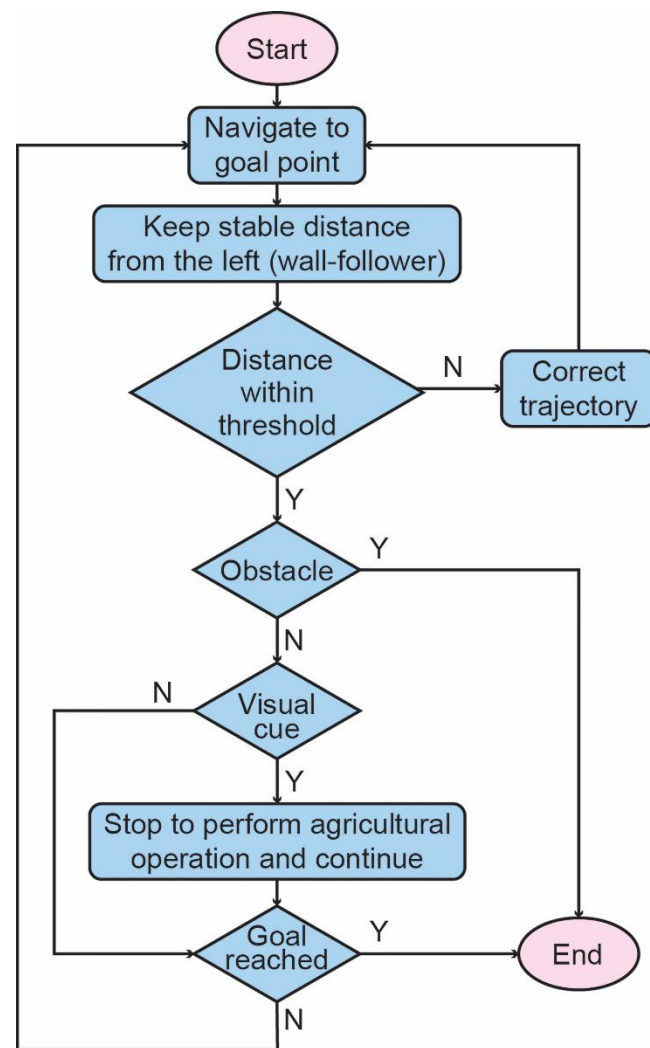 Start
Navigate to
goal point
Keep stable distance
from the left (wall-follower)
Distance
within
threshold
N
Correct
trajectory
Y
Obstacle
Y
N
Visual
cue
N
Y
Stop to perform agricultural
operation and continue
Goal
reached
Y
N
End